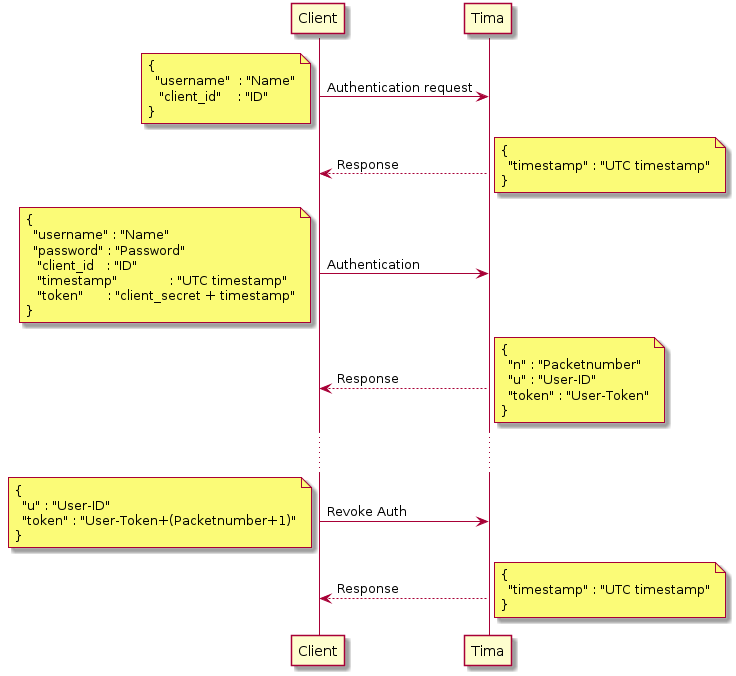 Client
Tima
{
"username" : "Name"
"client_id" : "ID"
}
Authentication request
{
"timestamp" : "UTC timestamp"
}
Response
{
"username" : "Name"
"password" : "Password"
"client_id : "ID"
"timestamp" : "UTC timestamp"
"token" : "client_secret + timestamp"
}
Authentication
{
"n" : "Packetnumber"
"u" : "User-ID"
"token" : "User-Token"
}
Response
{
"u" : "User-ID"
"token" : "User-Token+(Packetnumber+1)"
}
Revoke Auth
{
"timestamp" : "UTC timestamp"
}
Response
Client
Tima